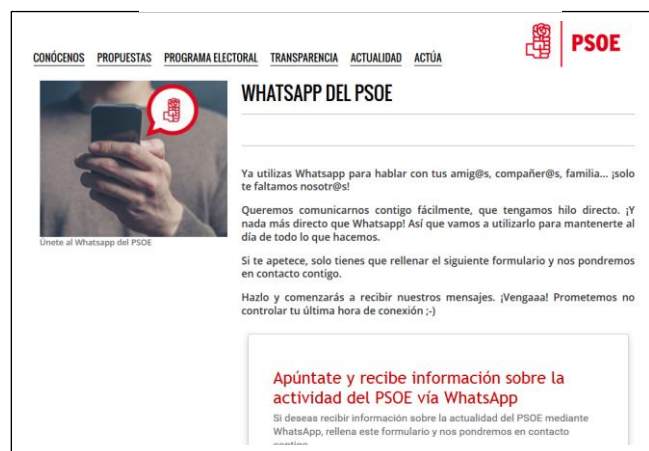 PSOE
CONÓCENOS PROPUESTAS PROGRAMA ELECTORAL TRANSPARENCIA ACTUALIDAD ACTÚA
WHATSAPP DEL PSOE
Únete al Whatsapp del PSOE
Ya utilizas Whatsapp para hablar con tus amig@s, compañer@s, familia... ¡solo
te faltamos nosotr@s!
Queremos comunicarnos contigo fácilmente, que tengamos hilo directo. ¡Y
nada más directo que Whatsapp! Así que vamos a utilizarlo para mantenerte al
día de todo lo que hacemos.
Si te apetece, solo tienes que rellenar el siguiente formulario y nos pondremos
en contacto contigo.
Hazlo y comenzarás a recibir nuestros mensajes. ¡Vengaaa! Prometemos no
controlar tu última hora de conexión ;-)
Apúntate y recibe información sobre la
actividad del PSOE vía WhatsApp
Si deseas recibir información sobre la actualidad del PSOE mediante
WhatsApp, rellena este formulario y nos pondremos en contacto